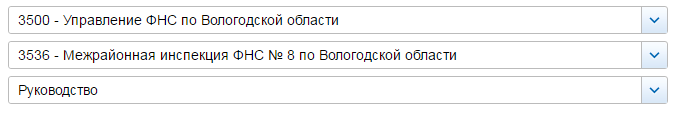 3500 - Управление ФНС по Вологодской области
3536 - Межрайонная инспекция ФНС № 8 по Вологодской области
Руководство